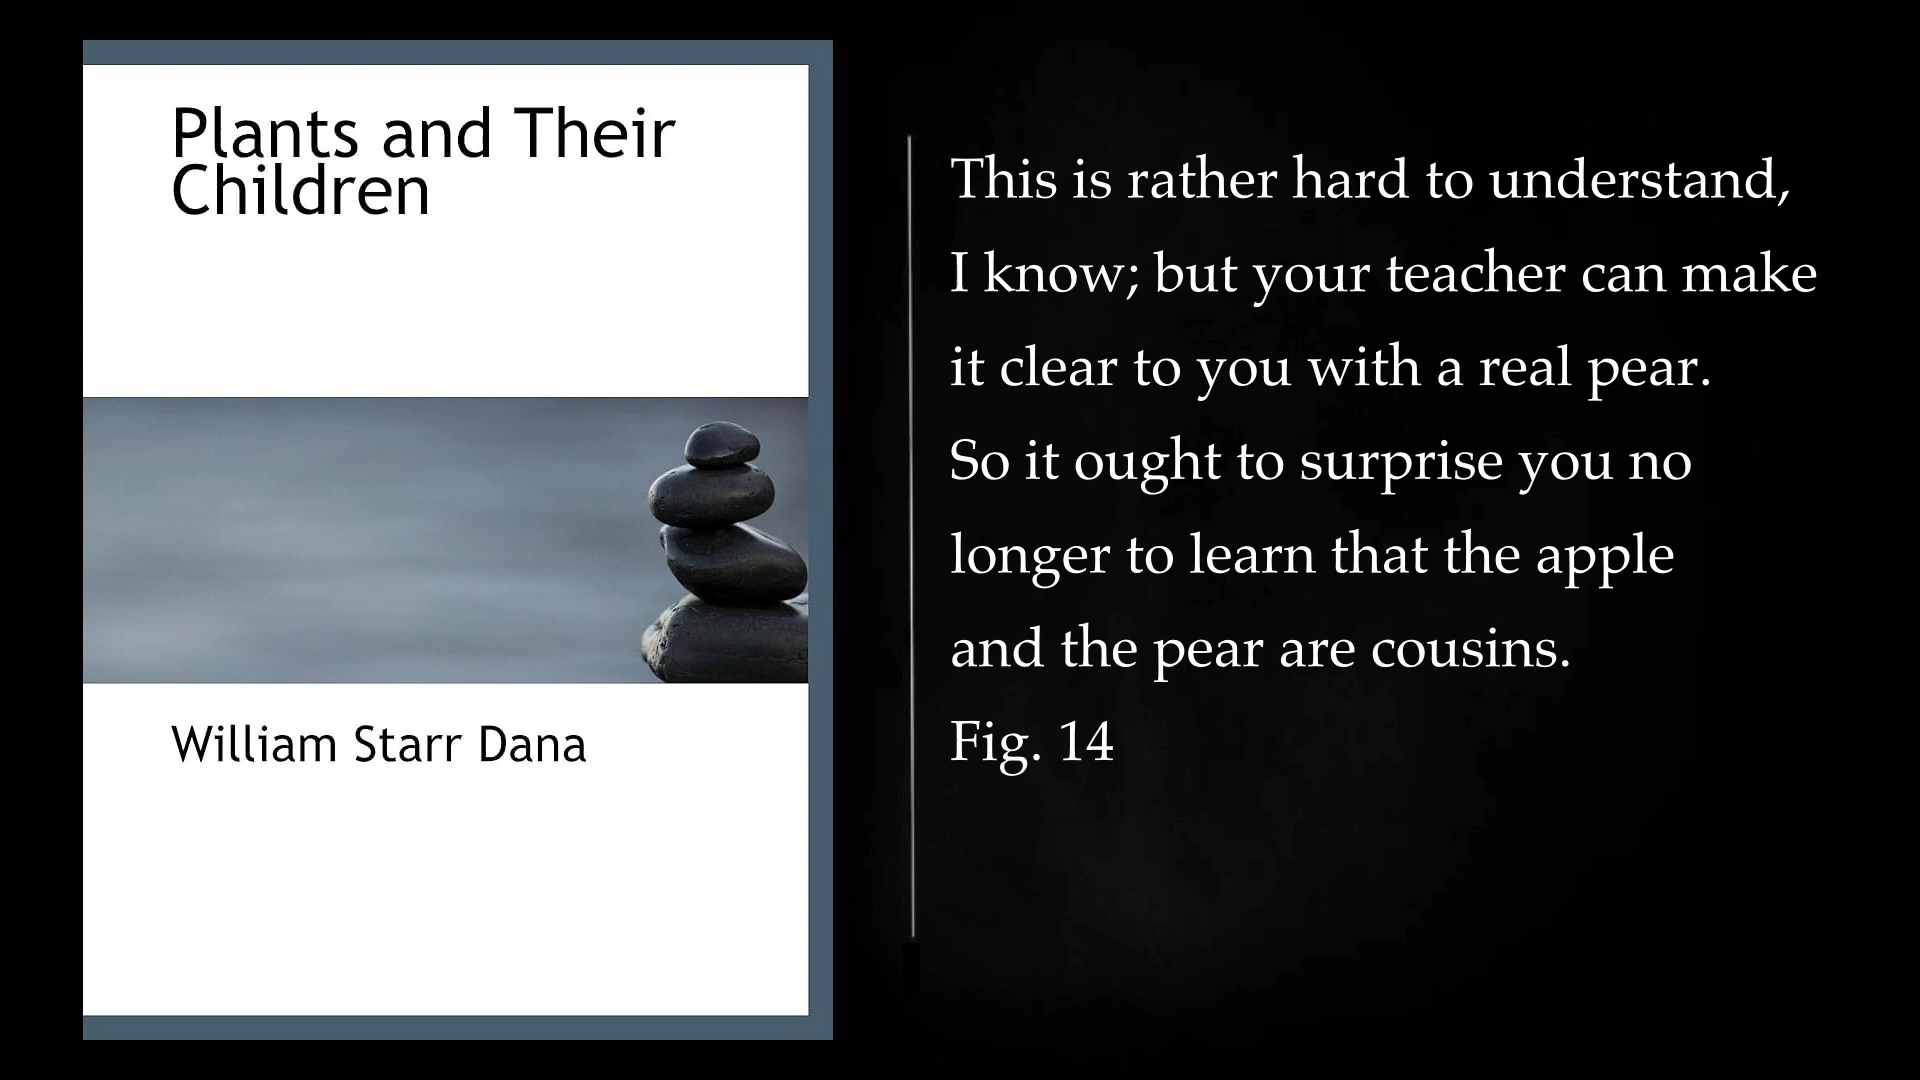 Plants and Their
Children
William Starr Dana
This is rather hard to understand,
I know; but your teacher can make
it clear to you with a real pear.
So it ought to surprise you no
longer to learn that the apple
and the pear are cousins.
Fig. 14